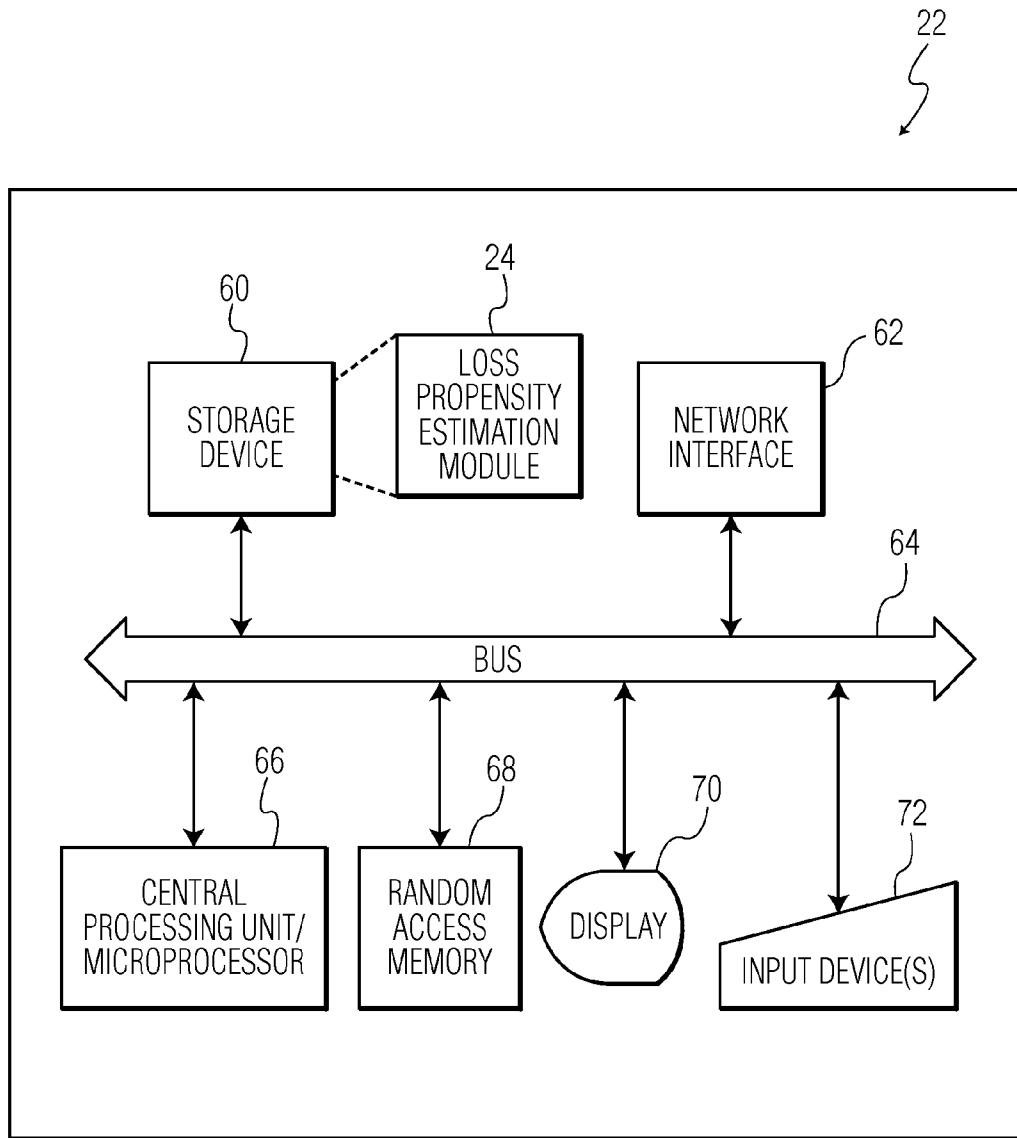 22
24
60
62
LOSS
PROPENSITY
ESTIMATION
MODULE
STORAGE
DEVICE
NETWORK
INTERFACE
64
BUS
66
68
70
72
CENTRAL
PROCESSING UNIT/
MICROPROCESSOR
RANDOM
ACCESS
MEMORY
DISPLAY
INPUT DEVICE(S)